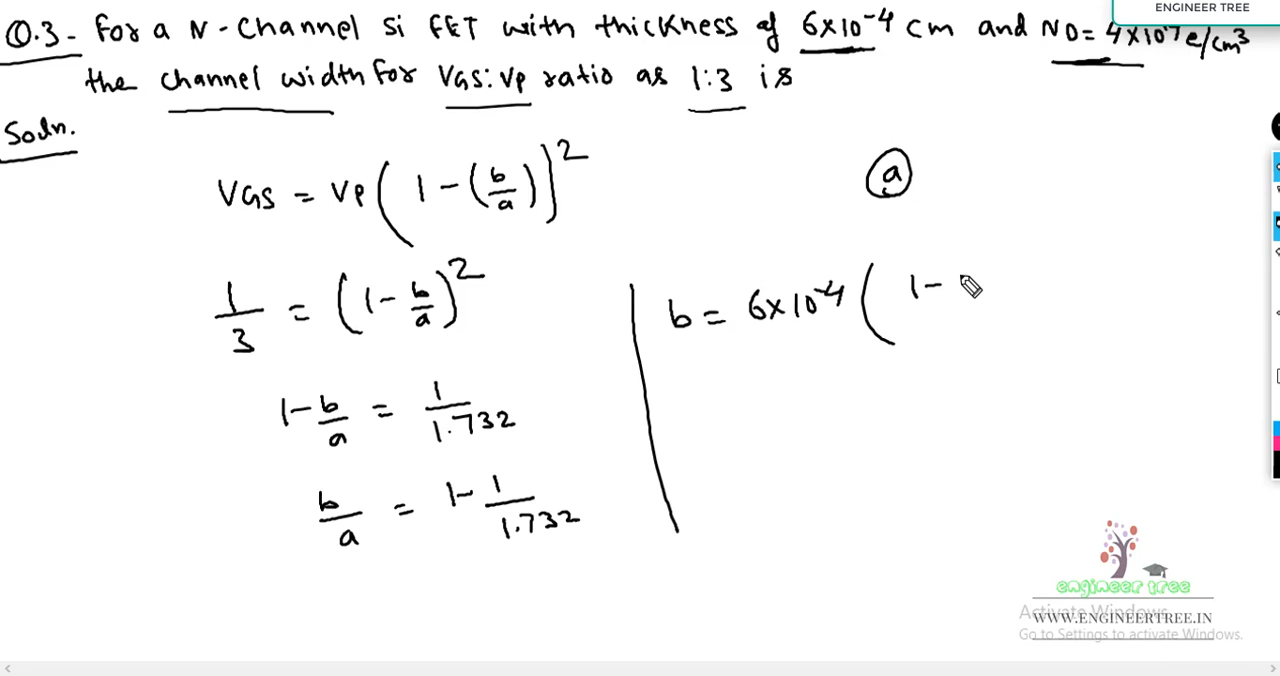 ENGINEER TREE
Q.3- For a N-Channel Si FET with thickness of 6×10⁻⁴ cm and ND= 4×10¹⁷ e/cm³
the channel width for VGS:Vp ratio as 1:3 is
Soln.
VGS = VP(1-(b/a))²
a
1/3 = (1-b/a)²
b = 6×10⁻⁴ (1-
1-b/a = 1/1.732
b/a = 1-1/1.732
engineer tree
WWW.ENGINEERTREE.IN
Activate Windows
Go to Settings to activate Windows.